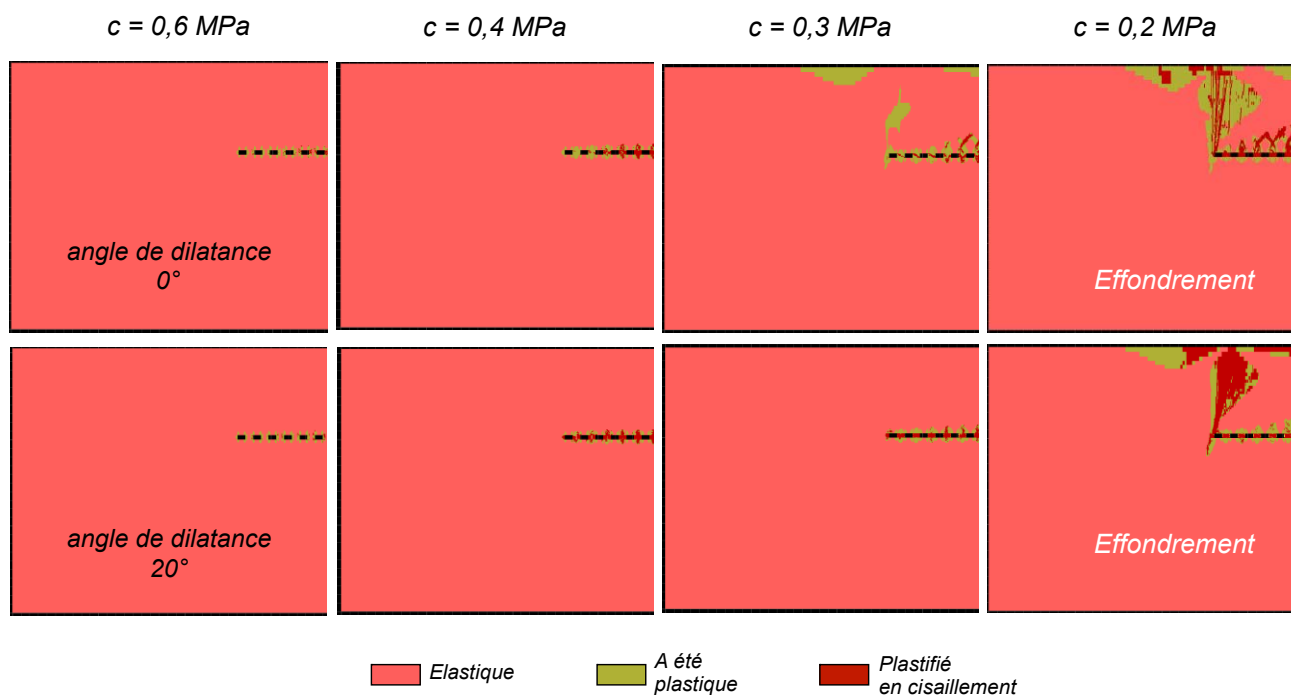 c = 0,6 MPa
c = 0,4 MPa
c = 0,3 MPa
c = 0,2 MPa
angle de dilatance
0°
Effondrement
angle de dilatance
20°
Effondrement
Elastique
A été
plastique
Plastifié
en cisaillement